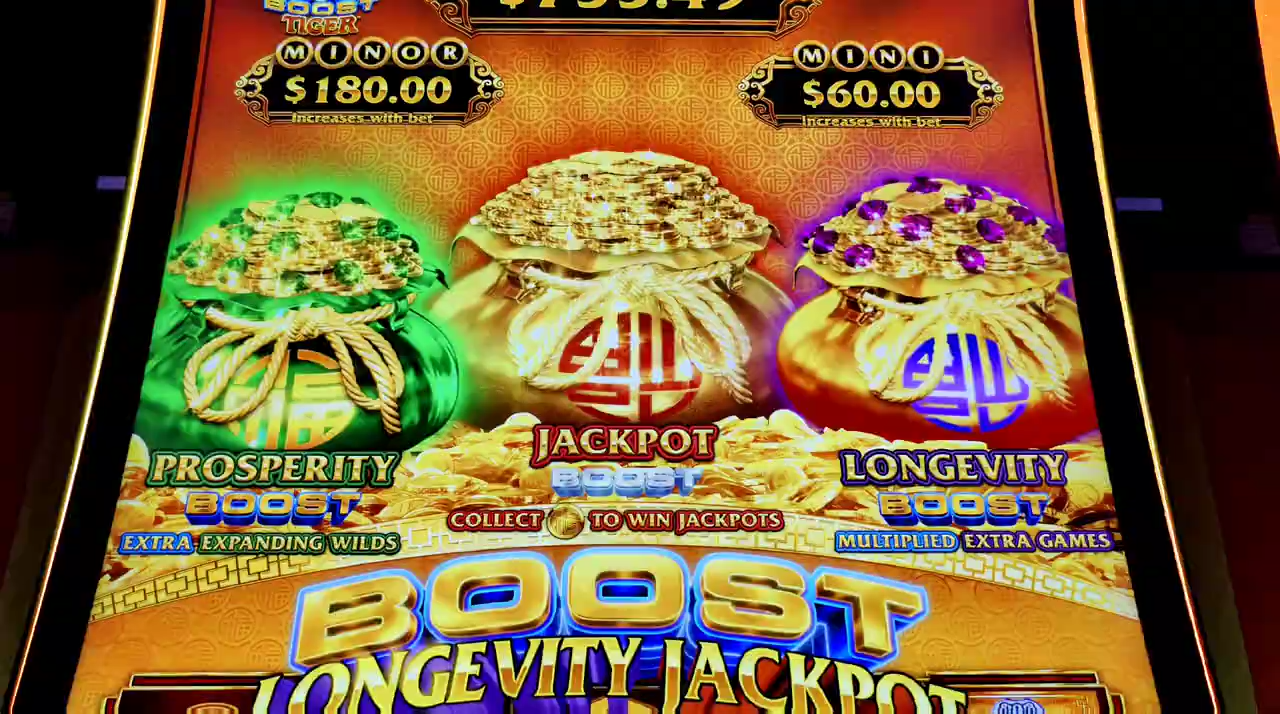 BOOST
TIGER
MINOR
$180.00
Increases with bet
MINI
$60.00
Increases with bet
PROSPERITY
BOOST
EXTRA EXPANDING WILDS
JACKPOT
BOOST
COLLECT TO WIN JACKPOTS
LONGEVITY
BOOST
MULTIPLIED EXTRA GAMES
BOOST
LONGEVITY JACKPOT